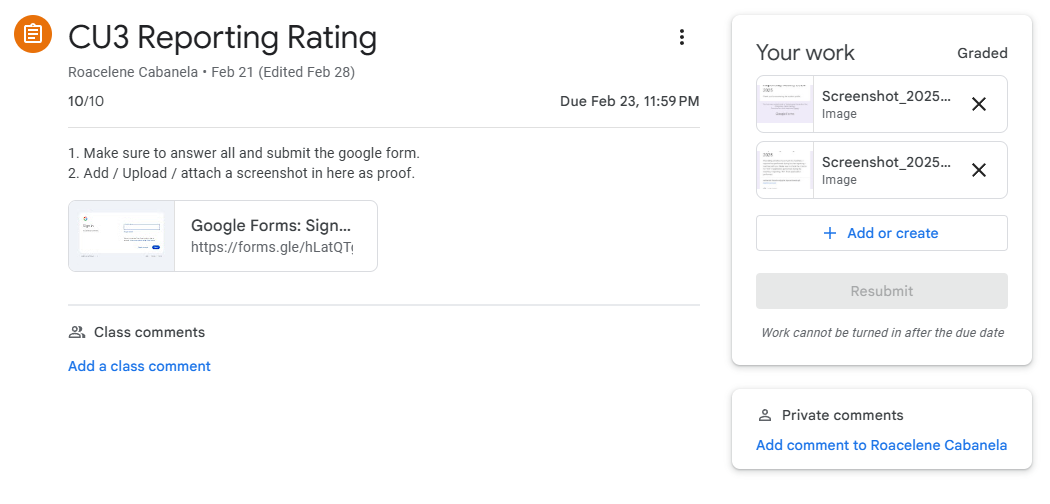 CU3 Reporting Rating
Roacelene Cabanela • Feb 21 (Edited Feb 28)
10/10
Due Feb 23, 11:59 PM
1. Make sure to answer all and submit the google form.
2. Add / Upload / attach a screenshot in here as proof.
Google Forms: Sign...
https://forms.gle/hLatQTg
Class comments
Add a class comment
Your work
Graded
Screenshot_2025...
Image
Screenshot_2025...
Image
+ Add or create
Resubmit
Work cannot be turned in after the due date
Private comments
Add comment to Roacelene Cabanela